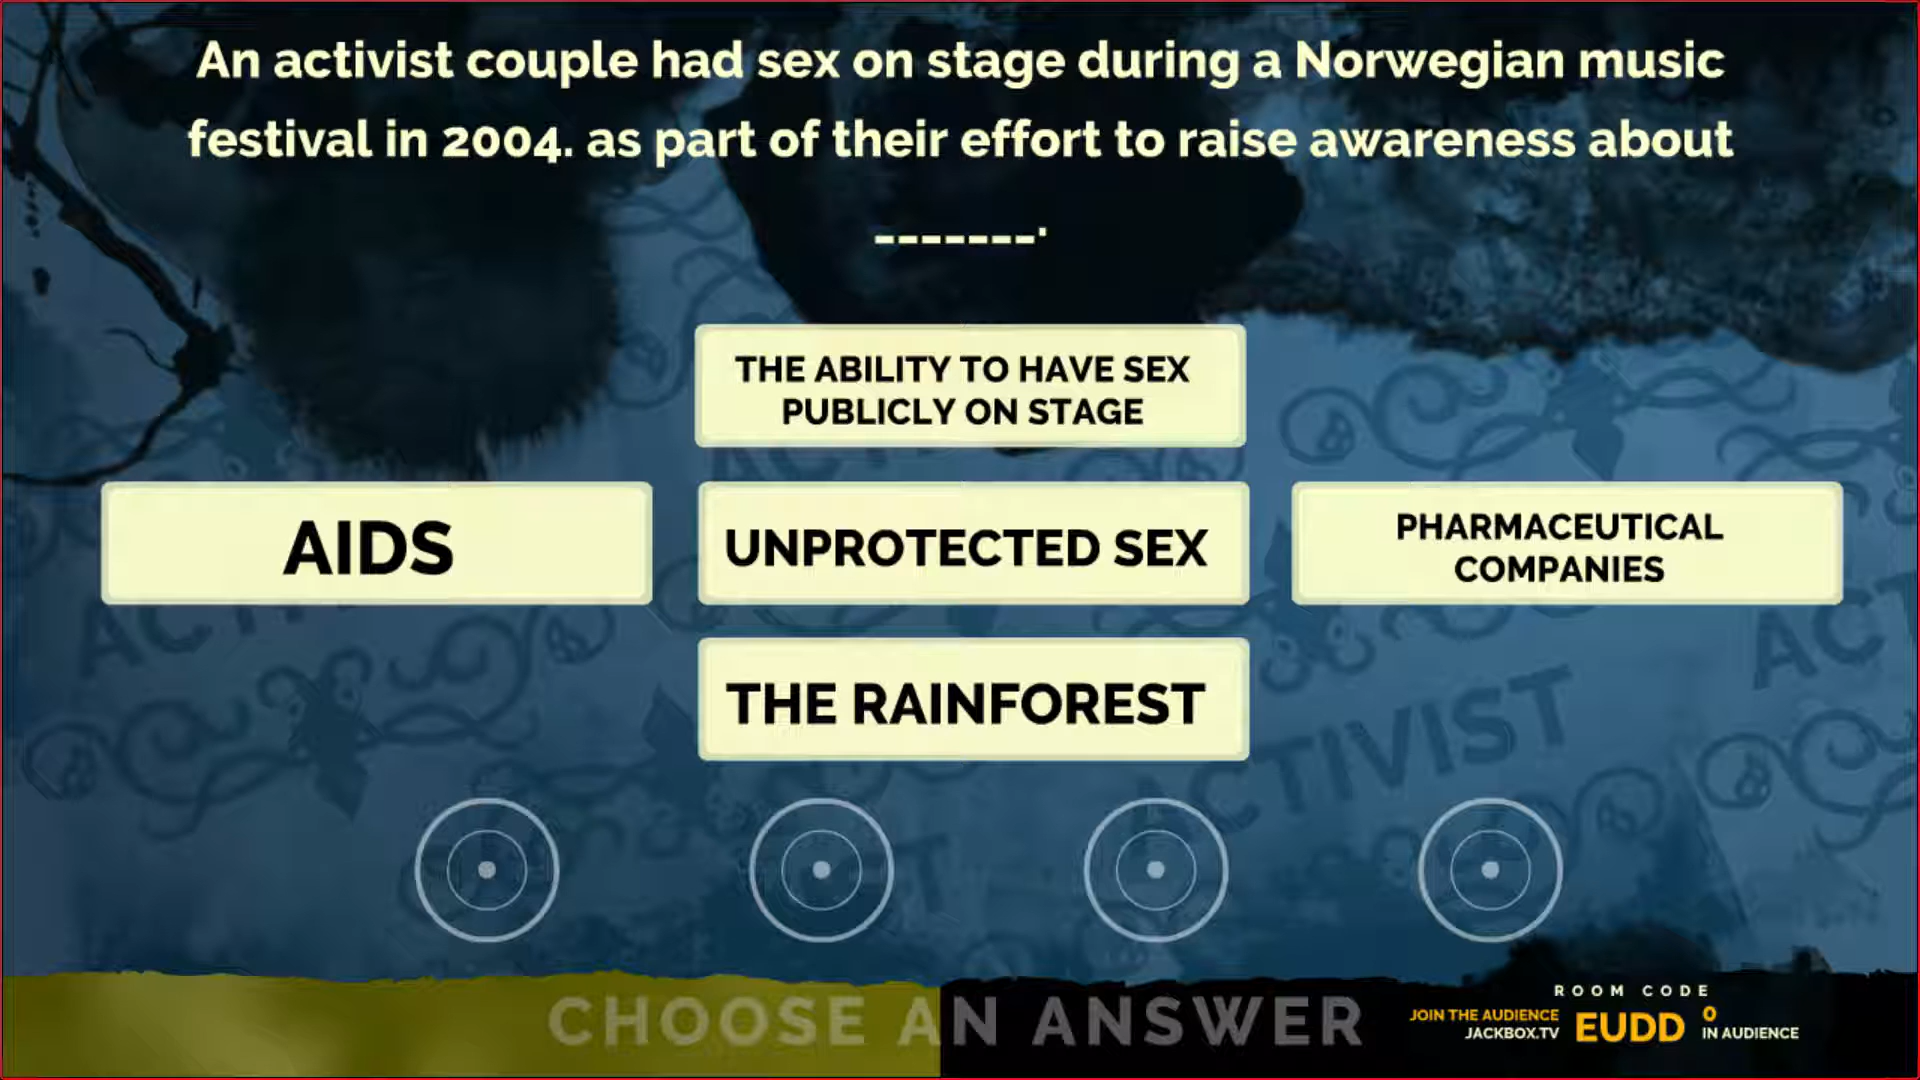 An activist couple had sex on stage during a Norwegian music
festival in 2004. as part of their effort to raise awareness about
_______.
THE ABILITY TO HAVE SEX
PUBLICLY ON STAGE
AIDS
UNPROTECTED SEX
PHARMACEUTICAL
COMPANIES
THE RAINFOREST
ACTIVIST
CHOOSE AN ANSWER
ROOM CODE
JOIN THE AUDIENCE
JACKBOX.TV
EUDD
0
IN AUDIENCE